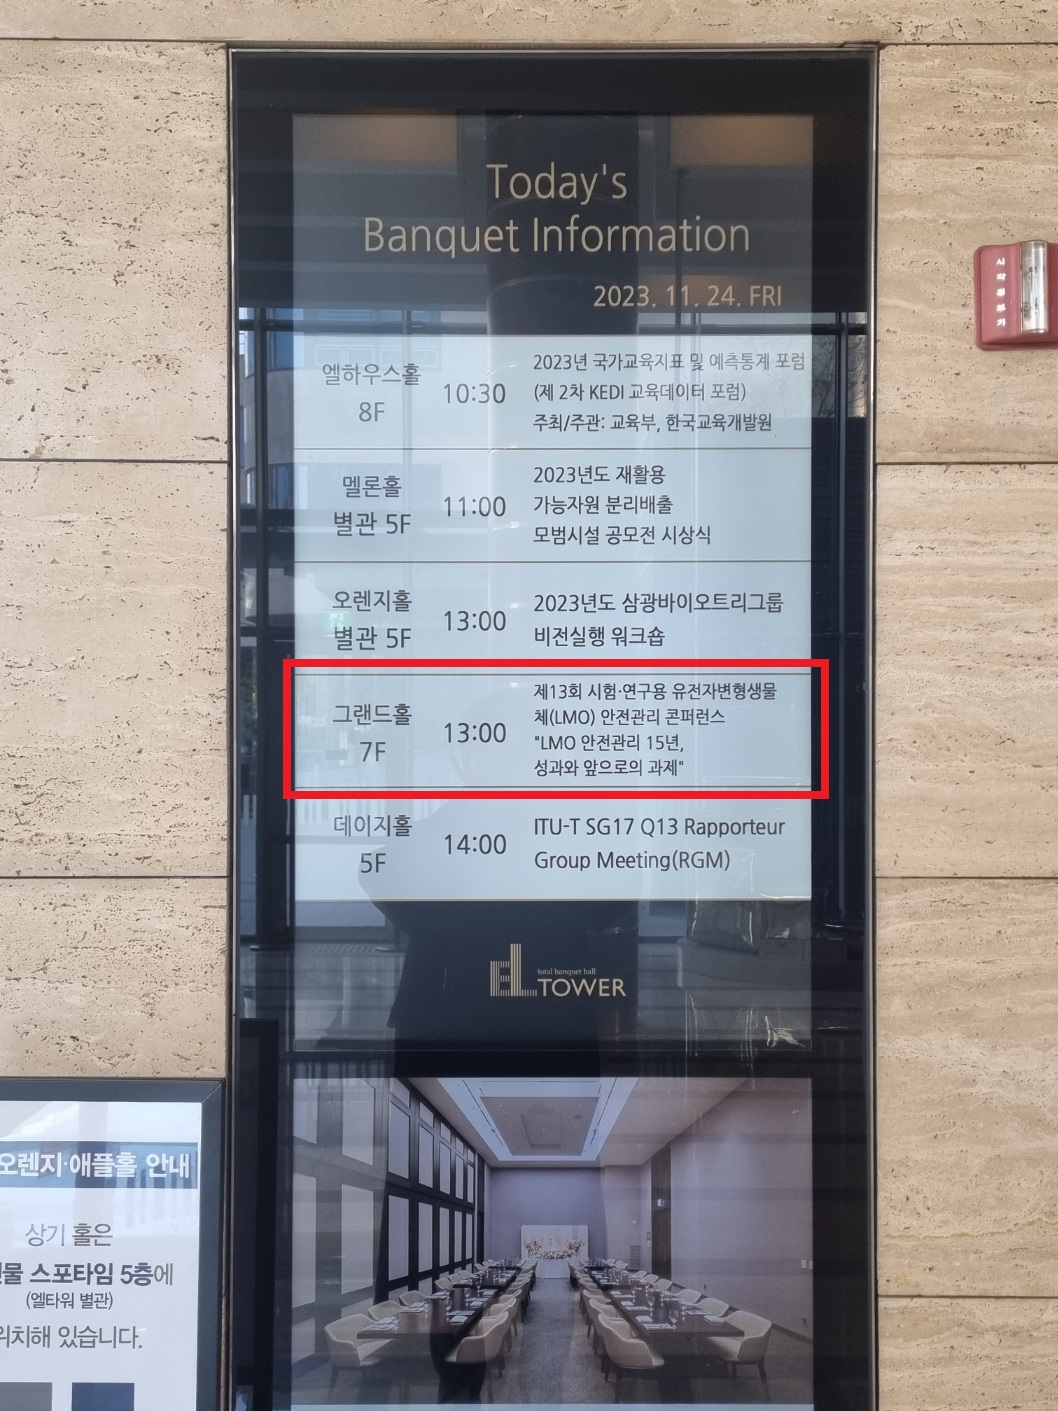 Today's
Banquet Information
2023. 11. 24. FRI
엘하우스홀
8F
10:30
2023년 국가교육지표 및 예측통계 포럼
(제 2차 KEDI 교육데이터 포럼)
주최/주관: 교육부, 한국교육개발원
멜론홀
별관 5F
11:00
2023년도 재활용
가능자원 분리배출
모범시설 공모전 시상식
오렌지홀
별관 5F
13:00
2023년도 삼광바이오트리그룹
비전실행 워크숍
그랜드홀
7F
13:00
제13회 시험·연구용 유전자변형생물
체(LMO) 안전관리 콘퍼런스
"LMO 안전관리 15년,
성과와 앞으로의 과제"
데이지홀
5F
14:00
ITU-T SG17 Q13 Rapporteur
Group Meeting(RGM)
total banquet hall
EL TOWER
시각경보기
오렌지·애플홀 안내
상기 홀은
물 스포타임 5층에
(엘타워 별관)
위치해 있습니다.